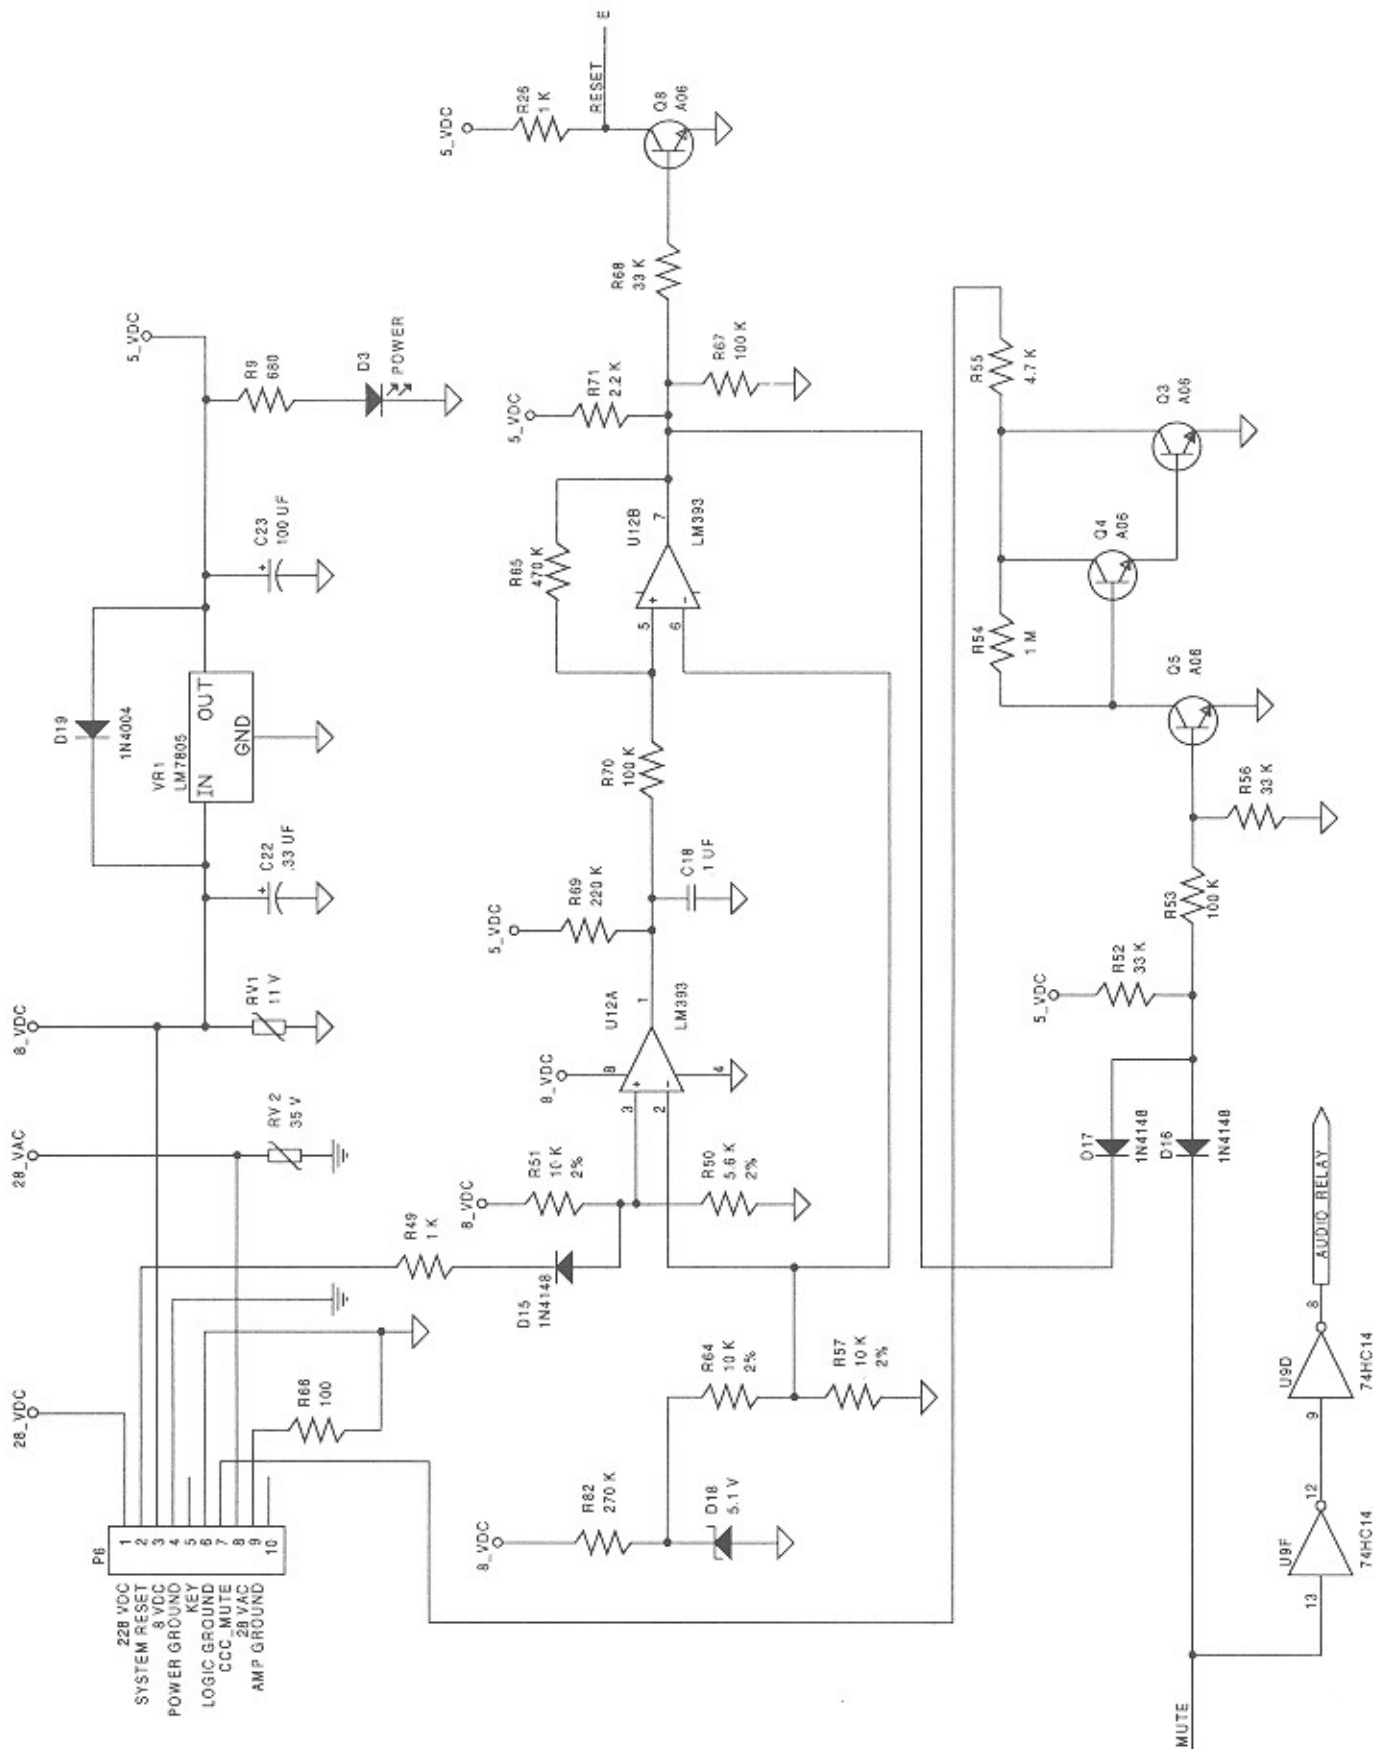 28_VDC
28_VAC
8_VDC
P6
228 VDC
SYSTEM RESET
8 VDC
POWER GROUND
KEY
LOGIC GROUND
CCC_MUTE
28 VAC
AMP GROUND
1
2
3
4
5
6
7
8
9
10
R66
100
RV 2
35 V
RV1
11 V
C22
.33 UF
D19
1N4004
VR1
LM7805
IN
OUT
GND
C23
100 UF
5_VDC
R9
680
D3
POWER
R49
1 K
D15
1N4148
8_VDC
R51
10 K
2%
R50
5.6 K
2%
8_VDC
8
3
2
4
1
U12A
LM393
5_VDC
R69
220 K
C18
.1 UF
R70
100 K
R65
470 K
5
6
7
U12B
LM393
5_VDC
R71
2.2 K
R67
100 K
R68
33 K
5_VDC
R26
1 K
RESET
E
Q8
A06
8_VDC
R82
270 K
D18
5.1 V
R64
10 K
2%
R57
10 K
2%
R55
4.7 K
Q3
A06
Q4
A06
R54
1 M
Q5
A06
R56
33 K
R53
100 K
5_VDC
R52
33 K
D17
1N4148
D16
1N4148
MUTE
13
U9F
12
74HC14
9
U9D
8
74HC14
AUDIO RELAY